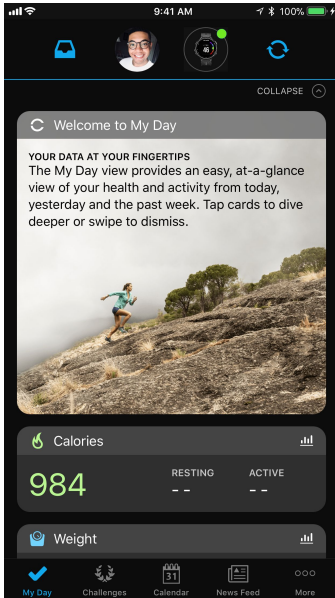 9:41 AM
100%
46
COLLAPSE
Welcome to My Day
YOUR DATA AT YOUR FINGERTIPS
The My Day view provides an easy, at-a-glance
view of your health and activity from today,
yesterday and the past week. Tap cards to dive
deeper or swipe to dismiss.
Calories
984
RESTING
ACTIVE
--
--
Weight
31
My Day
Challenges
Calendar
News Feed
More